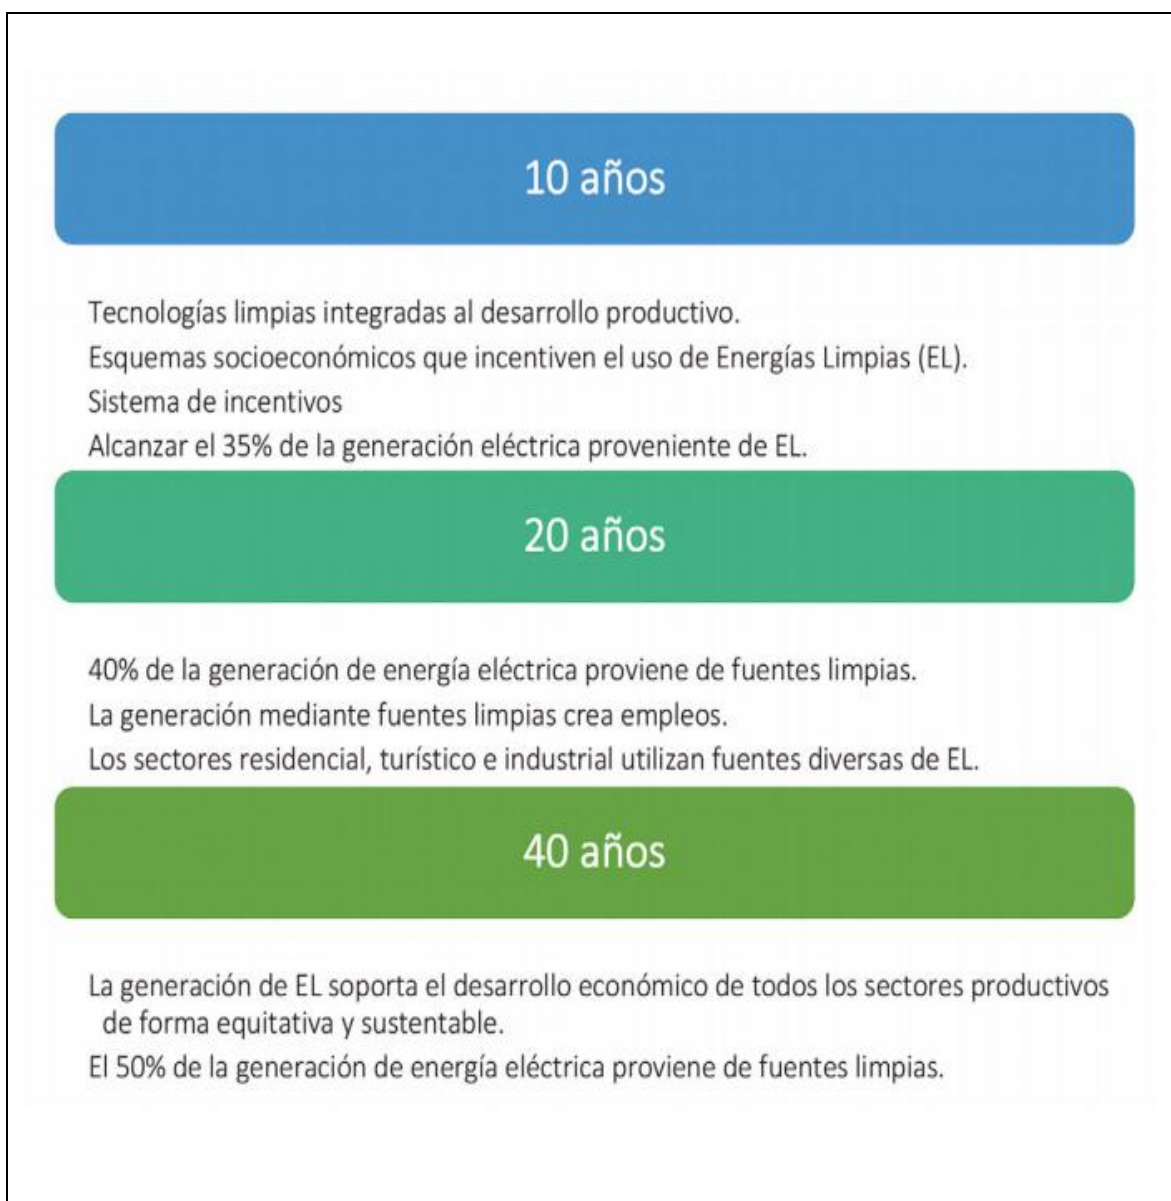 10 años
Tecnologías limpias integradas al desarrollo productivo.
Esquemas socioeconómicos que incentiven el uso de Energías Limpias (EL).
Sistema de incentivos
Alcanzar el 35% de la generación eléctrica proveniente de EL.
20 años
40% de la generación de energía eléctrica proviene de fuentes limpias.
La generación mediante fuentes limpias crea empleos.
Los sectores residencial, turístico e industrial utilizan fuentes diversas de EL.
40 años
La generación de EL soporta el desarrollo económico de todos los sectores productivos
de forma equitativa y sustentable.
El 50% de la generación de energía eléctrica proviene de fuentes limpias.